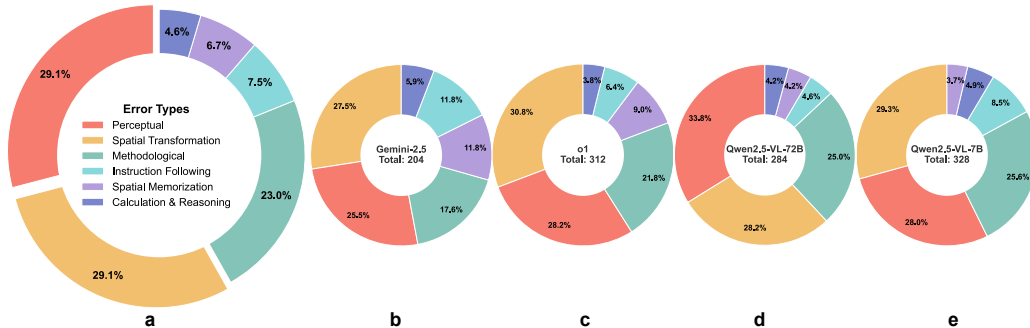 4.6%
6.7%
7.5%
23.0%
29.1%
29.1%
Error Types
Perceptual
Spatial Transformation
Methodological
Instruction Following
Spatial Memorization
Calculation & Reasoning
a
5.9%
11.8%
11.8%
17.6%
25.5%
27.5%
Gemini-2,5
Total: 204
b
3.8%
6.4%
9.0%
21.8%
28.2%
30.8%
o1
Total: 312
c
4.2%
4.2%
4.6%
25.0%
28.2%
33.8%
Qwen2,5-VL-72B
Total: 284
d
3.7%
4.9%
8.5%
25.6%
28.0%
29.3%
Qwen2,5-VL-7B
Total: 328
e